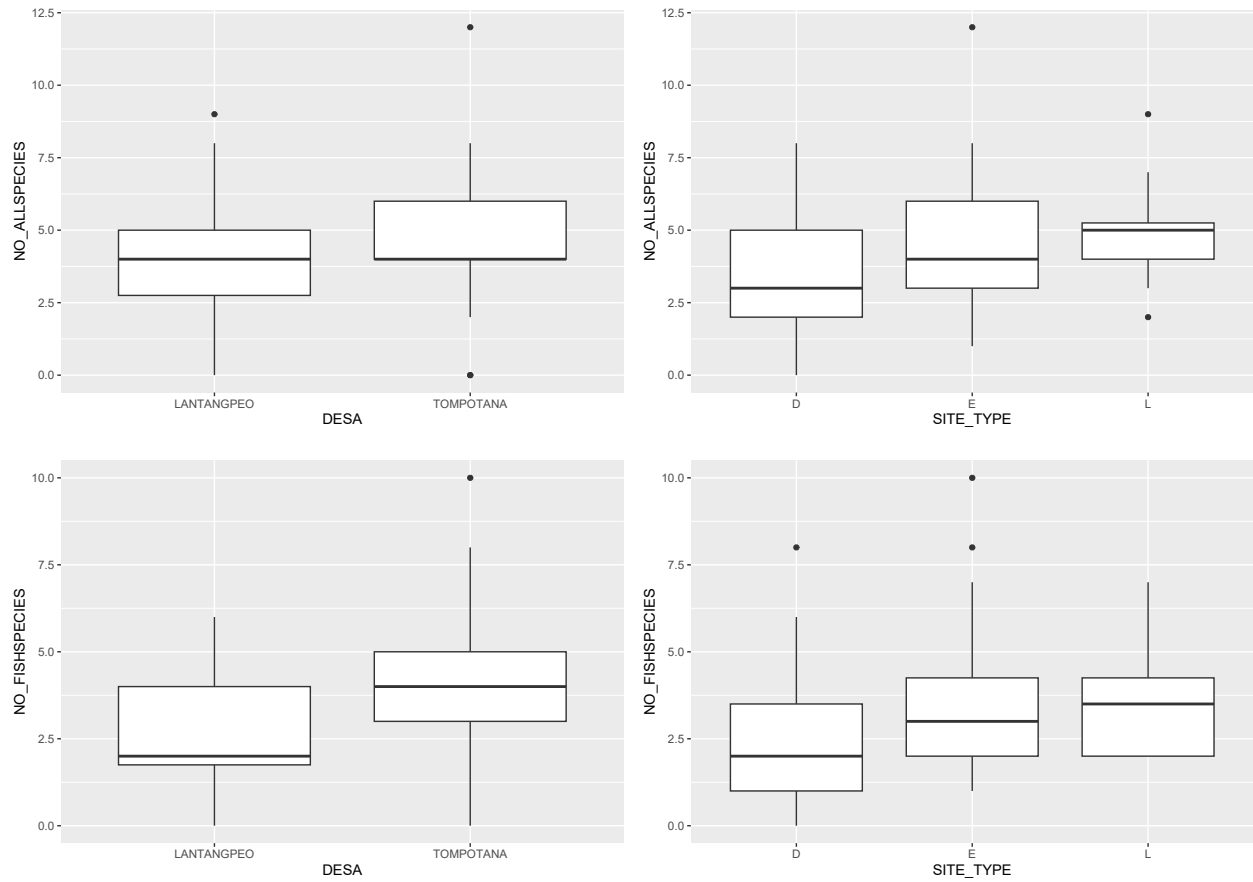 12.5
10.0
7.5
5.0
2.5
0.0
NO_ALLSPECIES
LANTANGPEO TOMPOTANA
DESA
12.5
10.0
7.5
5.0
2.5
0.0
NO_ALLSPECIES
D E L
SITE_TYPE
10.0
7.5
5.0
2.5
0.0
NO_FISHSPECIES
LANTANGPEO TOMPOTANA
DESA
10.0
7.5
5.0
2.5
0.0
NO_FISHSPECIES
D E L
SITE_TYPE